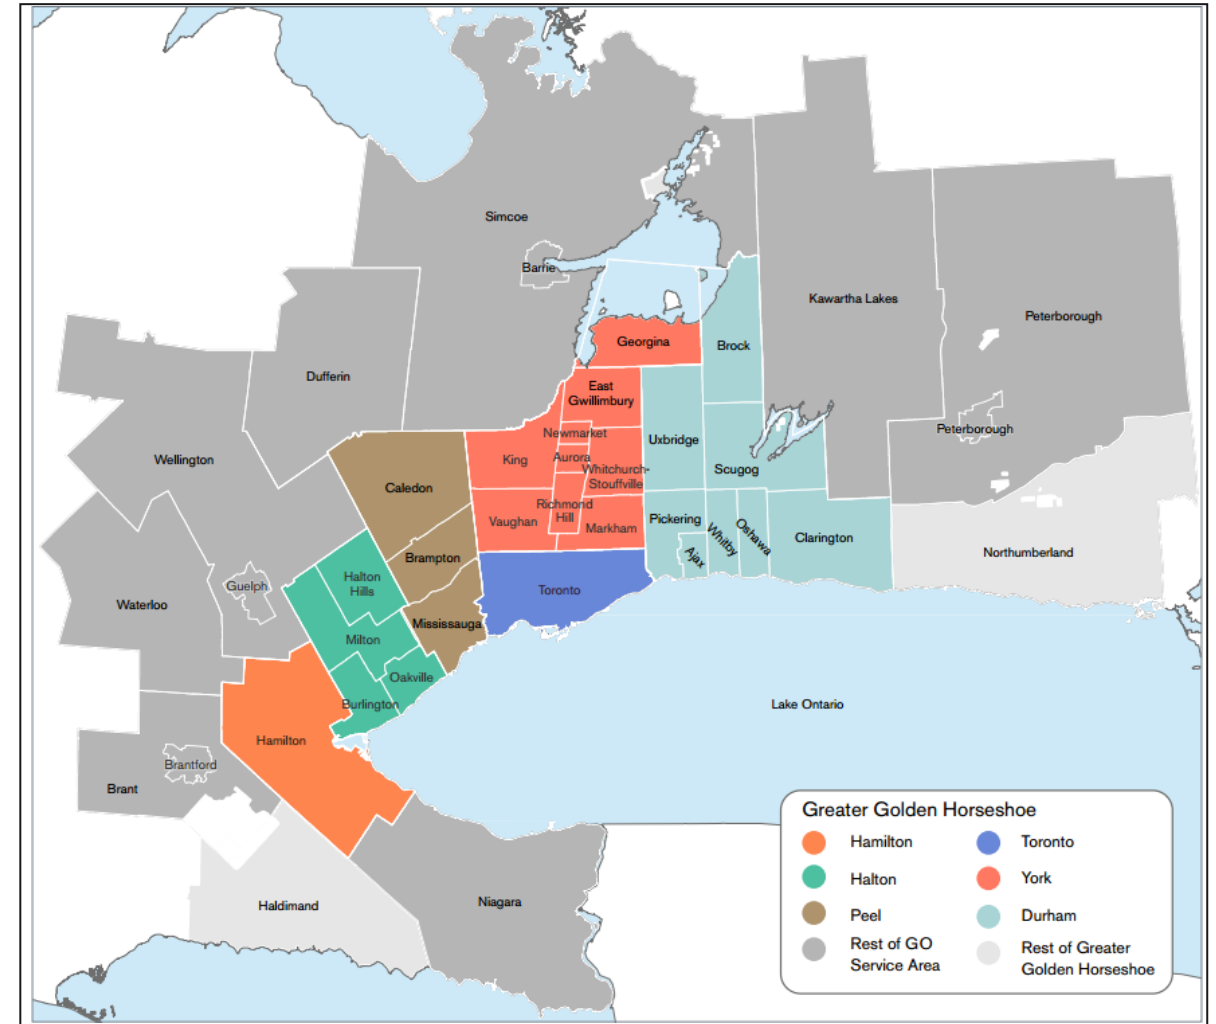 Simcoe
Barrie
Kawartha Lakes
Peterborough
Georgina
Brock
Dufferin
East
Gwillimbury
Newmarket
Peterborough
Uxbridge
Wellington
King
Aurora
Whitchurch-
Stouffville
Scugog
Caledon
Richmond
Hill
Vaughan
Markham
Pickering
Ajax
Whitby
Oshawa
Clarington
Northumberland
Brampton
Halton
Hills
Guelph
Toronto
Waterloo
Mississauga
Milton
Oakville
Burlington
Lake Ontario
Hamilton
Brantford
Brant
Haldimand
Niagara
Greater Golden Horseshoe
Hamilton
Halton
Peel
Rest of GO
Service Area
Toronto
York
Durham
Rest of Greater
Golden Horseshoe